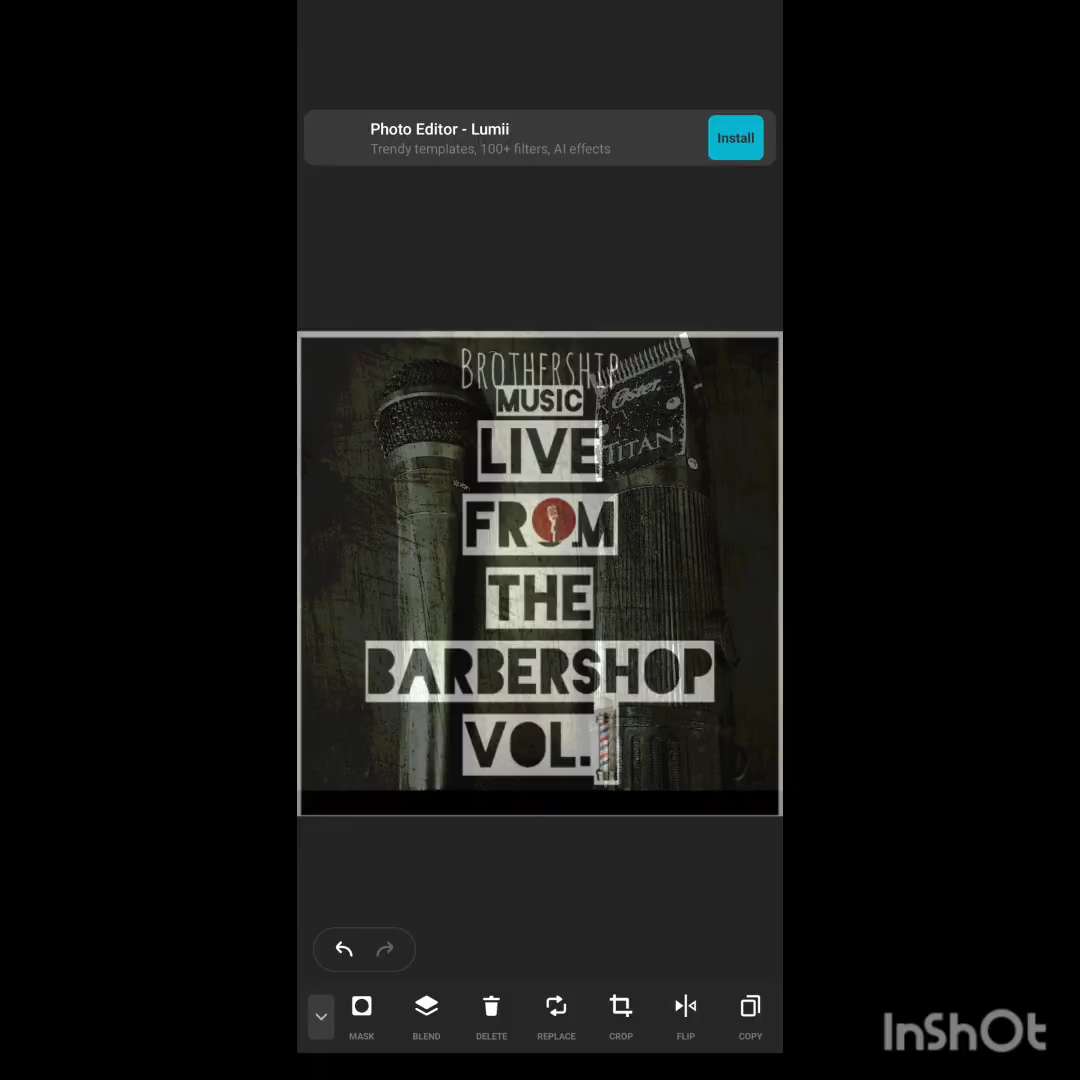 Photo Editor - Lumii
Install
Trendy templates, 100+ filters, AI effects
BROTHERSHIP
MUSIC
Oster
TITAN
LIVE
FROM
THE
BARBERSHOP
VOL.
MASK
BLEND
DELETE
REPLACE
CROP
FLIP
COPY
InShOt